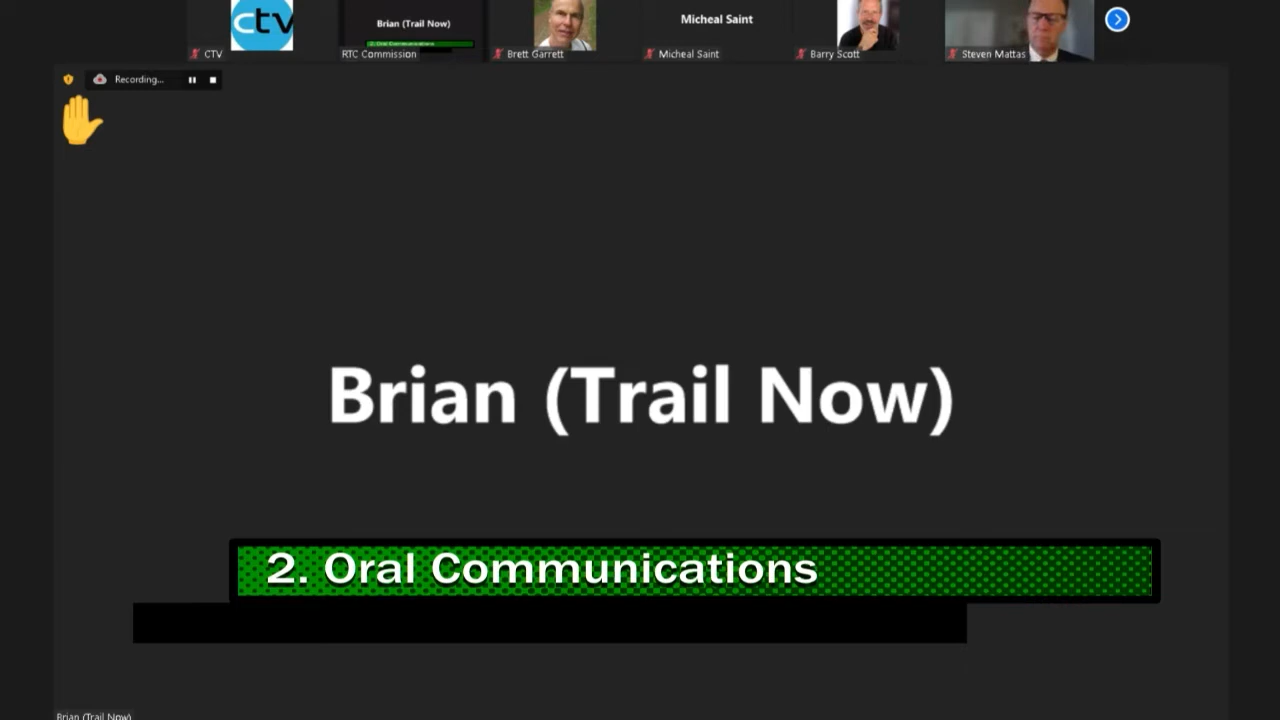 ctv
Brian (Trail Now)
Micheal Saint
CTV
RTC Commission
Brett Garrett
Micheal Saint
Barry Scott
Steven Mattas
Recording...
Brian (Trail Now)
2. Oral Communications
Brian (Trail Now)